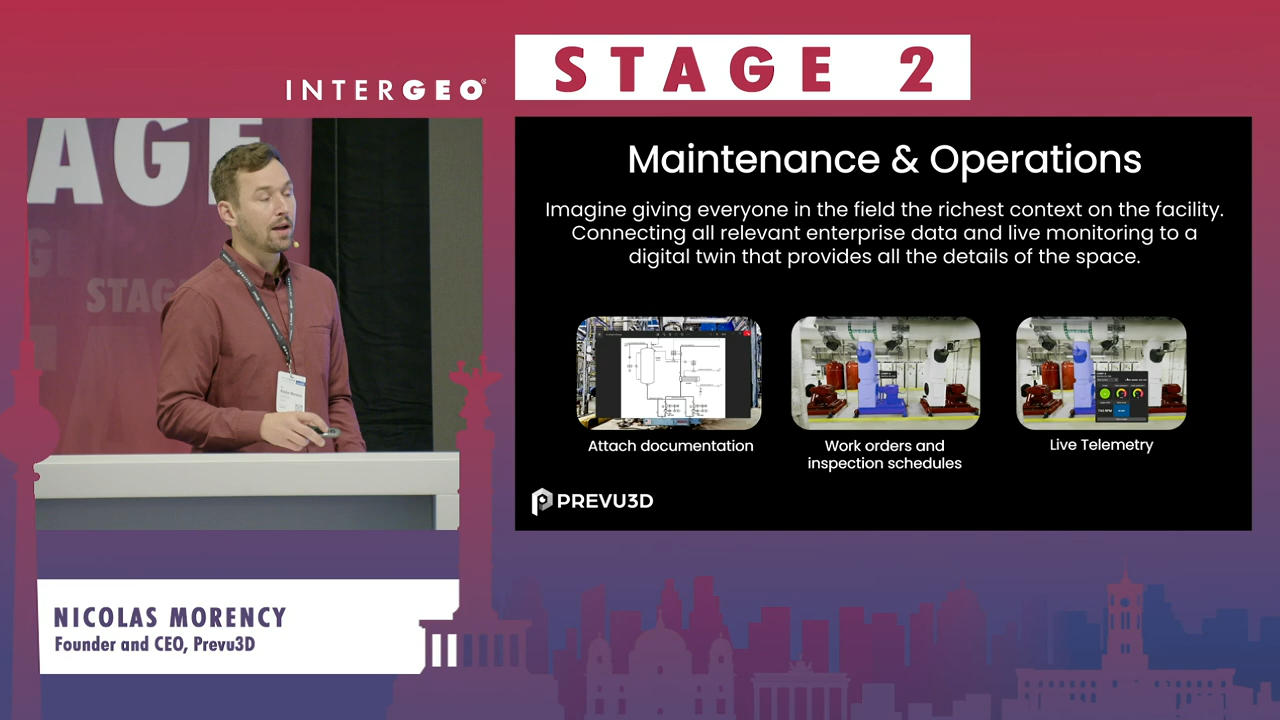 INTERGEO®
STAGE 2
AGE
STAG
Maintenance & Operations
Imagine giving everyone in the field the richest context on the facility.
Connecting all relevant enterprise data and live monitoring to a
digital twin that provides all the details of the space.
Attach documentation
Work orders and
inspection schedules
Live Telemetry
PREVU3D
NICOLAS MORENCY
Founder and CEO, Prevu3D